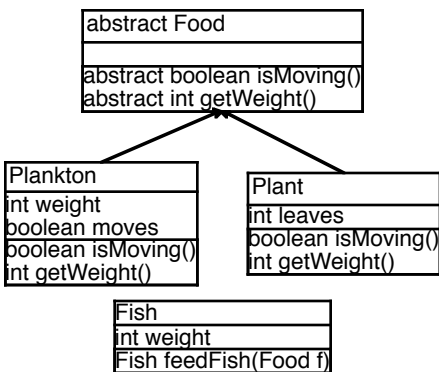 abstract Food
abstract boolean isMoving()
abstract int getWeight()
Plankton
int weight
boolean moves
boolean isMoving()
int getWeight()
Plant
int leaves
boolean isMoving()
int getWeight()
Fish
int weight
Fish feedFish(Food f)